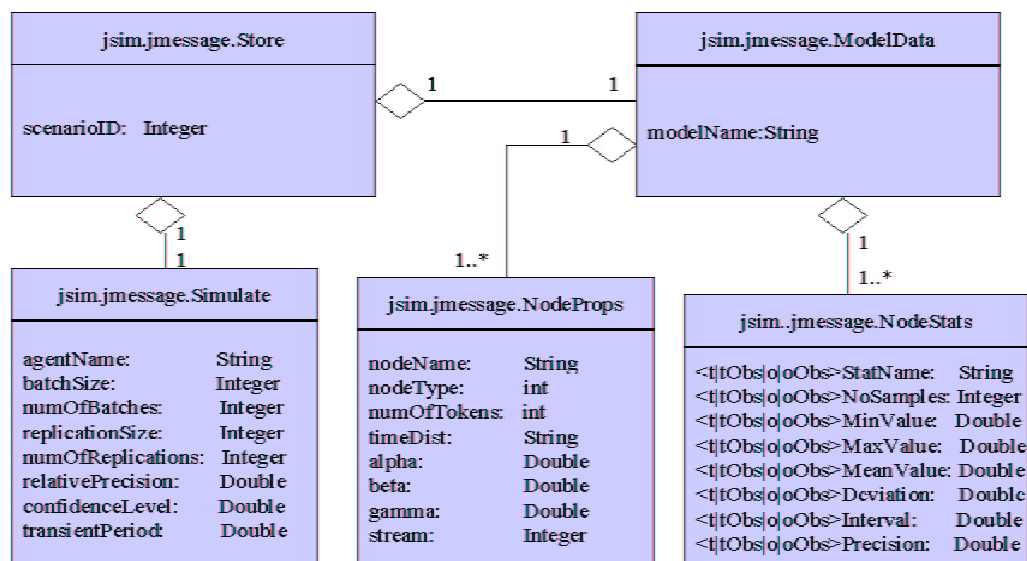 jsim.jmessage.Store
scenarioID: Integer
1
1
jsim.jmessage.ModelData
modelName:String
1
1..*
1
1..*
1
1
jsim.jmessage.Simulate
agentName: String
batchSize: Integer
numOfBatches: Integer
replicationSize: Integer
numOfReplications: Integer
relativePrecision: Double
confidenceLevel: Double
transientPeriod: Double
jsim.jmessage.NodeProps
nodeName: String
nodeType: int
numOfTokens: int
timeDist: String
alpha: Double
beta: Double
gamma: Double
stream: Integer
jsim..jmessage.NodeStats
<t|tObs|o|oObs>StatName: String
<t|tObs|o|oObs>NoSamples: Integer
<t|tObs|o|oObs>MinValue: Double
<t|tObs|o|oObs>MaxValue: Double
<t|tObs|o|oObs>MeanValue: Double
<t|tObs|o|oObs>Deviation: Double
<t|tObs|o|oObs>Interval: Double
<t|tObs|o|oObs>Precision: Double